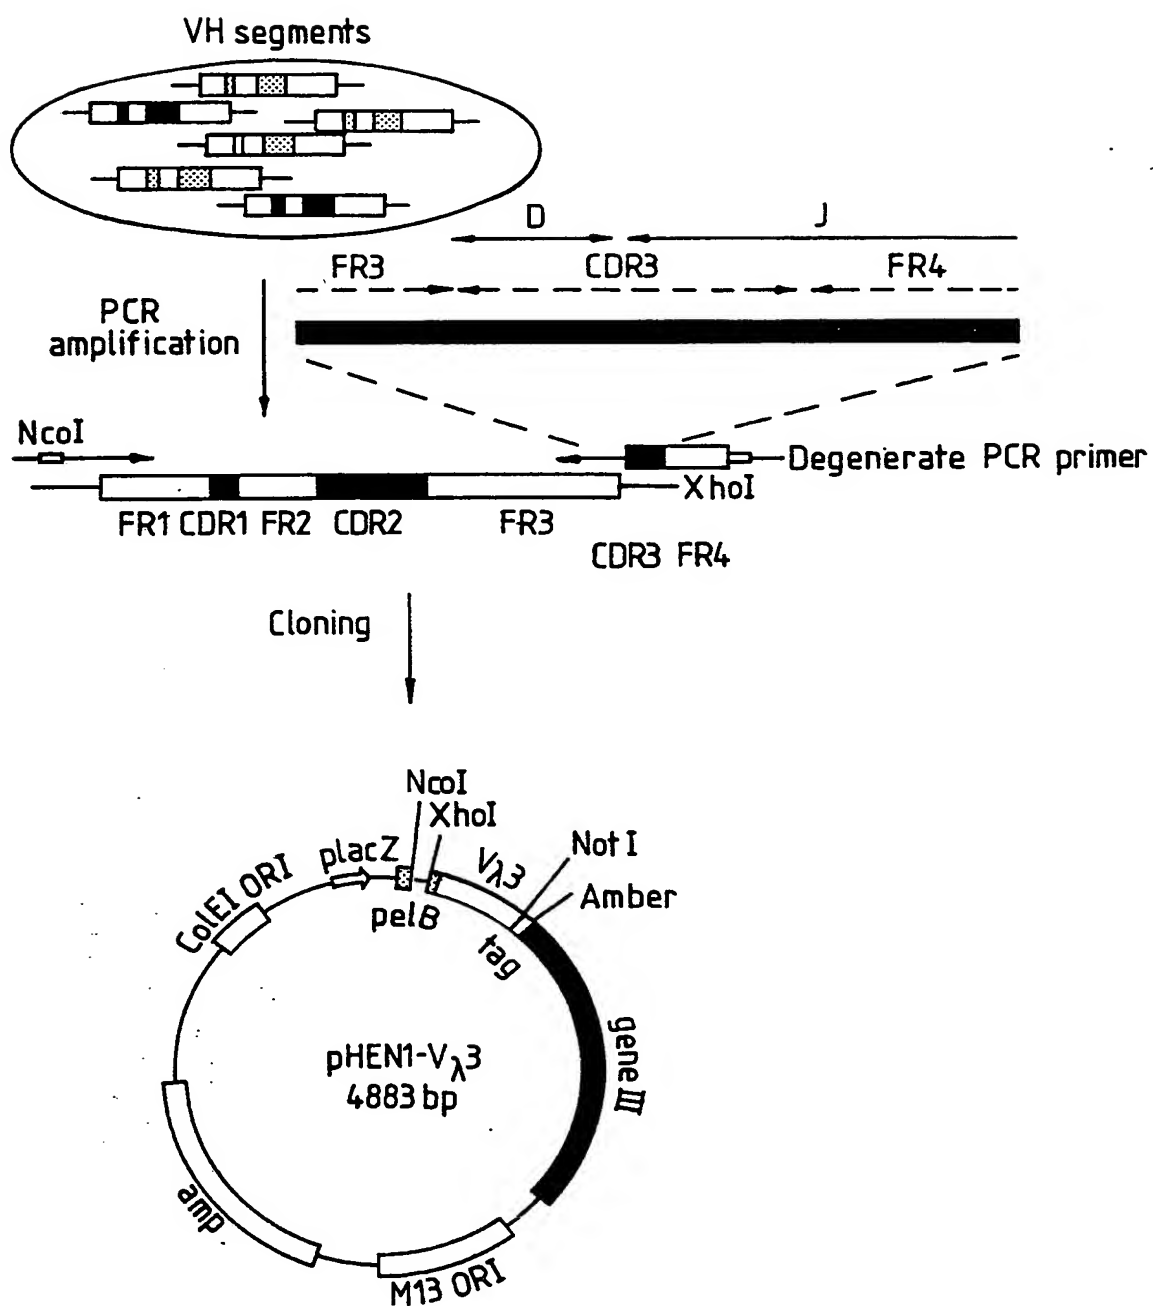 VH segments
D
J
FR3
CDR3
FR4
PCR
amplification
NcoI
Degenerate PCR primer
XhoI
FR1 CDR1 FR2 CDR2 FR3
CDR3 FR4
Cloning
NcoI
XhoI
placZ
Vλ3
Not I
Amber
ColEI ORI
pelB
tag
gene III
pHEN1-Vλ3
4883 bp
amp
M13 ORI